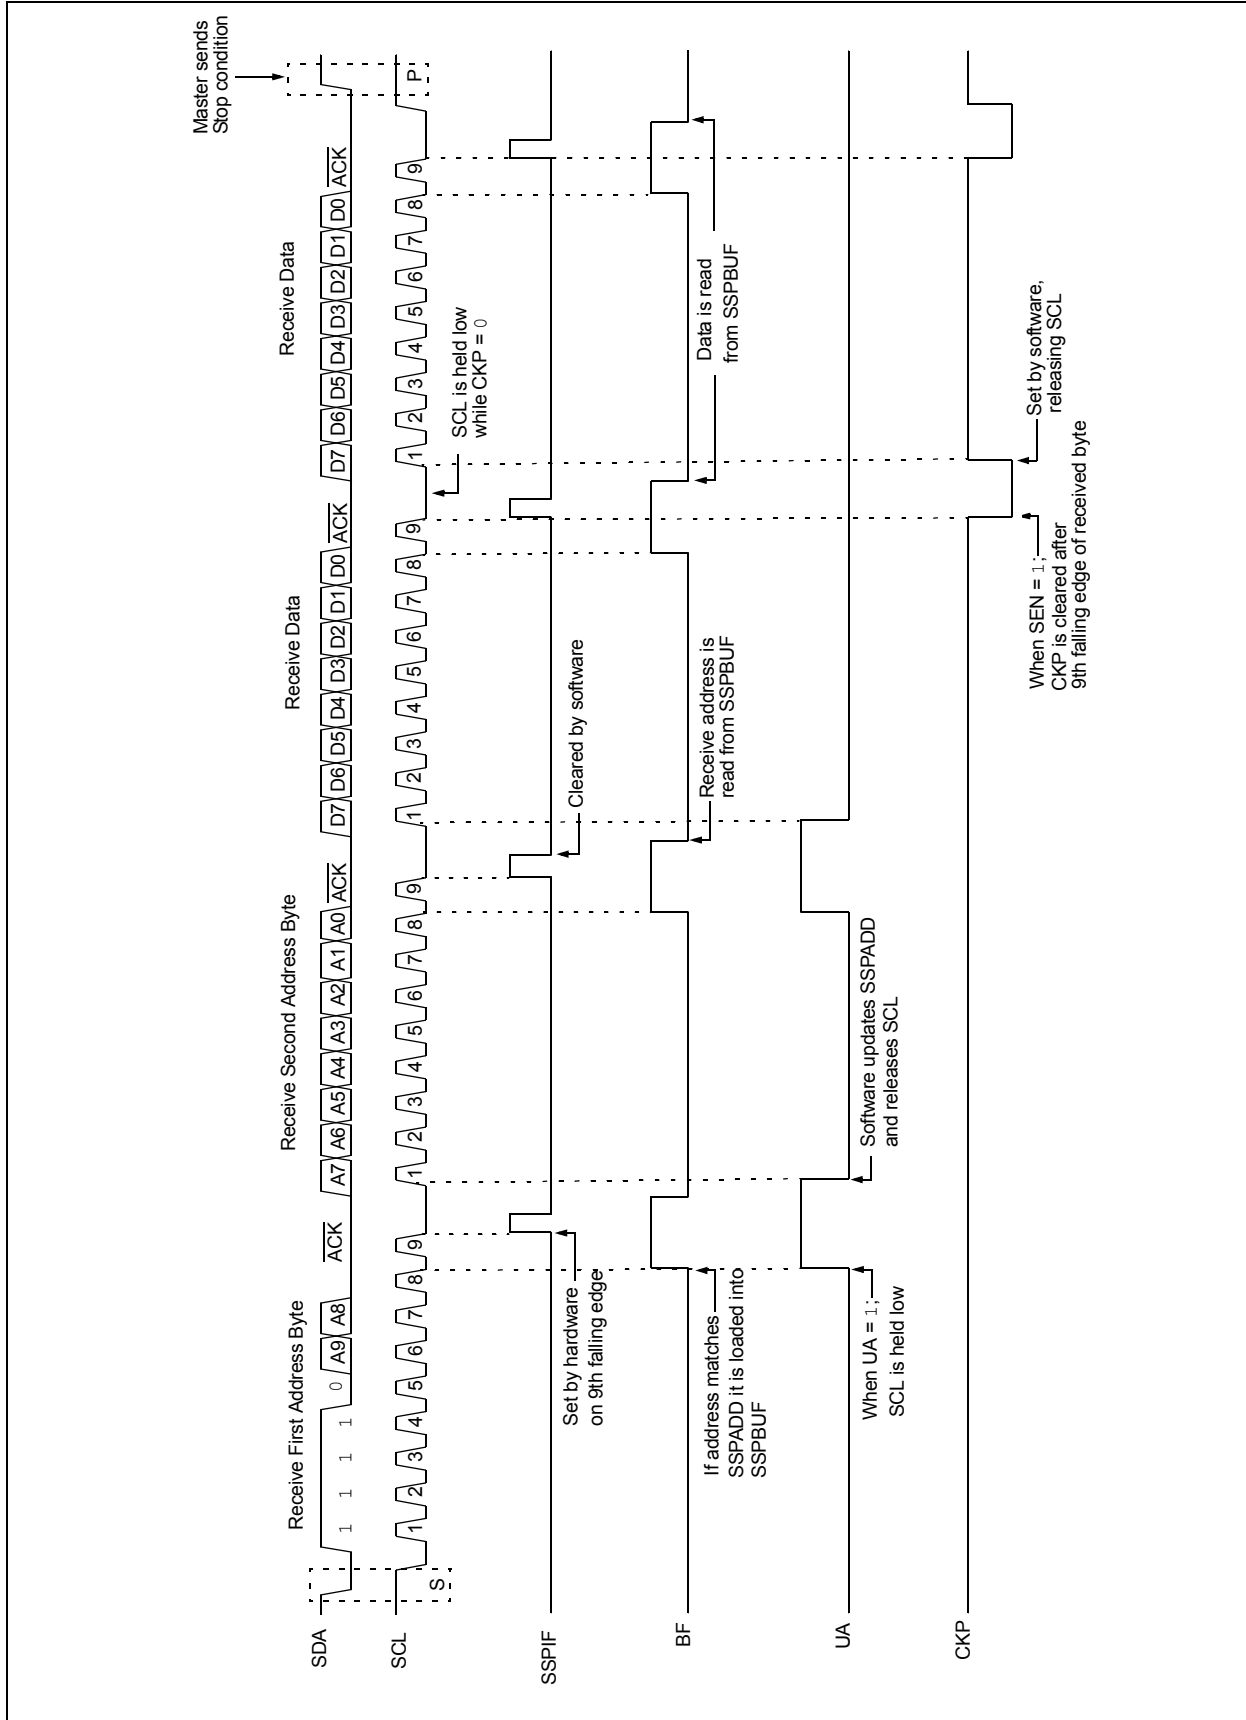 Master sends
Stop condition
Receive First Address Byte
Receive Second Address Byte
Receive Data
Receive Data
SDA
1 1 1 1 0 A9 A8 ACK
A7 A6 A5 A4 A3 A2 A1 A0 ACK
D7 D6 D5 D4 D3 D2 D1 D0 ACK
D7 D6 D5 D4 D3 D2 D1 D0 ACK
SCL
S
1 2 3 4 5 6 7 8 9
1 2 3 4 5 6 7 8 9
1 2 3 4 5 6 7 8 9
1 2 3 4 5 6 7 8 9
P
SCL is held low
while CKP = 0
SSPIF
Set by hardware
on 9th falling edge
Cleared by software
BF
If address matches
SSPADD it is loaded into
SSPBUF
Receive address is
read from SSPBUF
Data is read
from SSPBUF
UA
When UA = 1;
SCL is held low
Software updates SSPADD
and releases SCL
CKP
When SEN = 1;
CKP is cleared after
9th falling edge of received byte
Set by software,
releasing SCL